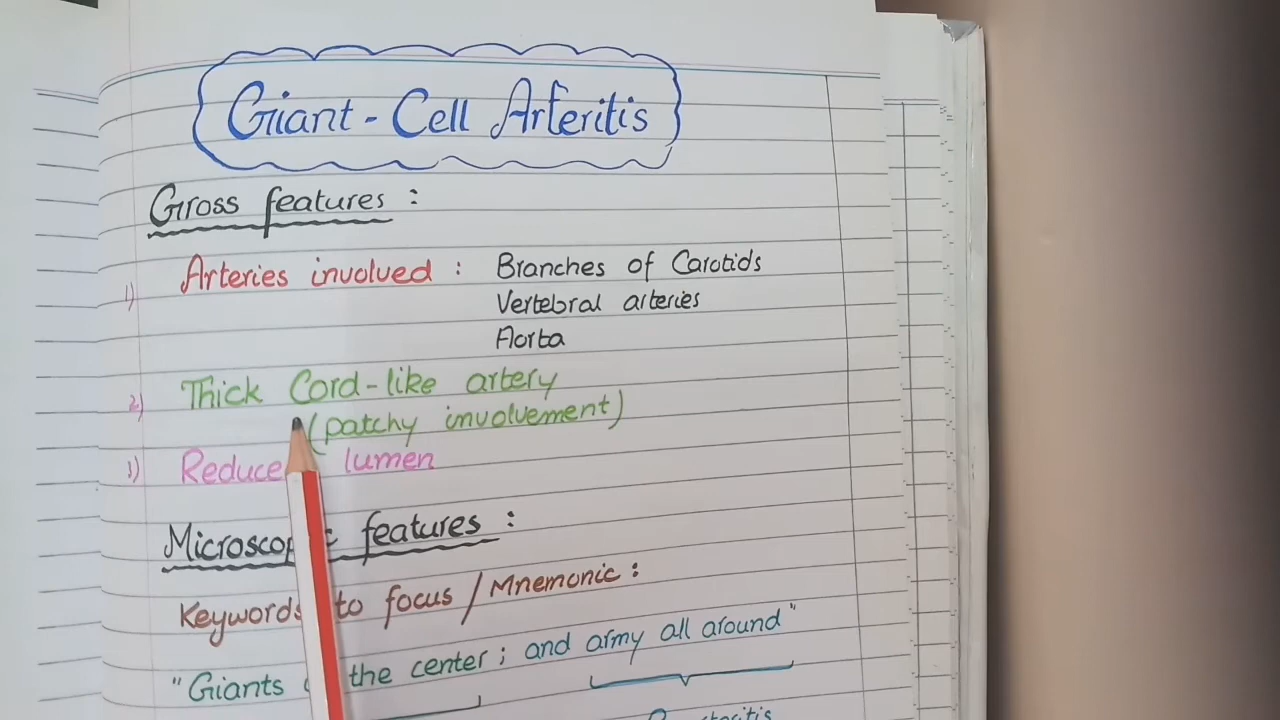 Giant-Cell Arteritis
Gross features :
1) Arteries involved : Branches of Carotids
Vertebral arteries
Aorta
2) Thick Cord-like artery
(patchy involvement)
3) Reduce lumen
Microscopic features :
Keywords to focus / Mnemonic :
"Giants the center ; and army all around"